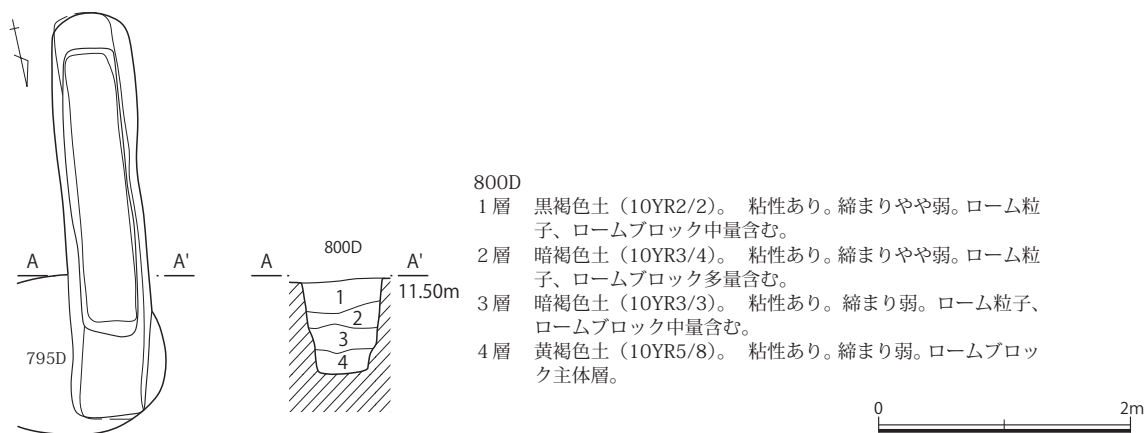 A
A'
795D
800D
A
A'
11.50m
1
2
3
4
800D
1層 黒褐色土（10YR2/2）。 粘性あり。締まりやや弱。ローム粒
子、ロームブロック中量含む。
2層 暗褐色土（10YR3/4）。 粘性あり。締まりやや弱。ローム粒
子、ロームブロック多量含む。
3層 暗褐色土（10YR3/3）。 粘性あり。締まり弱。ローム粒子、
ロームブロック中量含む。
4層 黄褐色土（10YR5/8）。 粘性あり。締まり弱。ロームブロッ
ク主体層。
0
2m